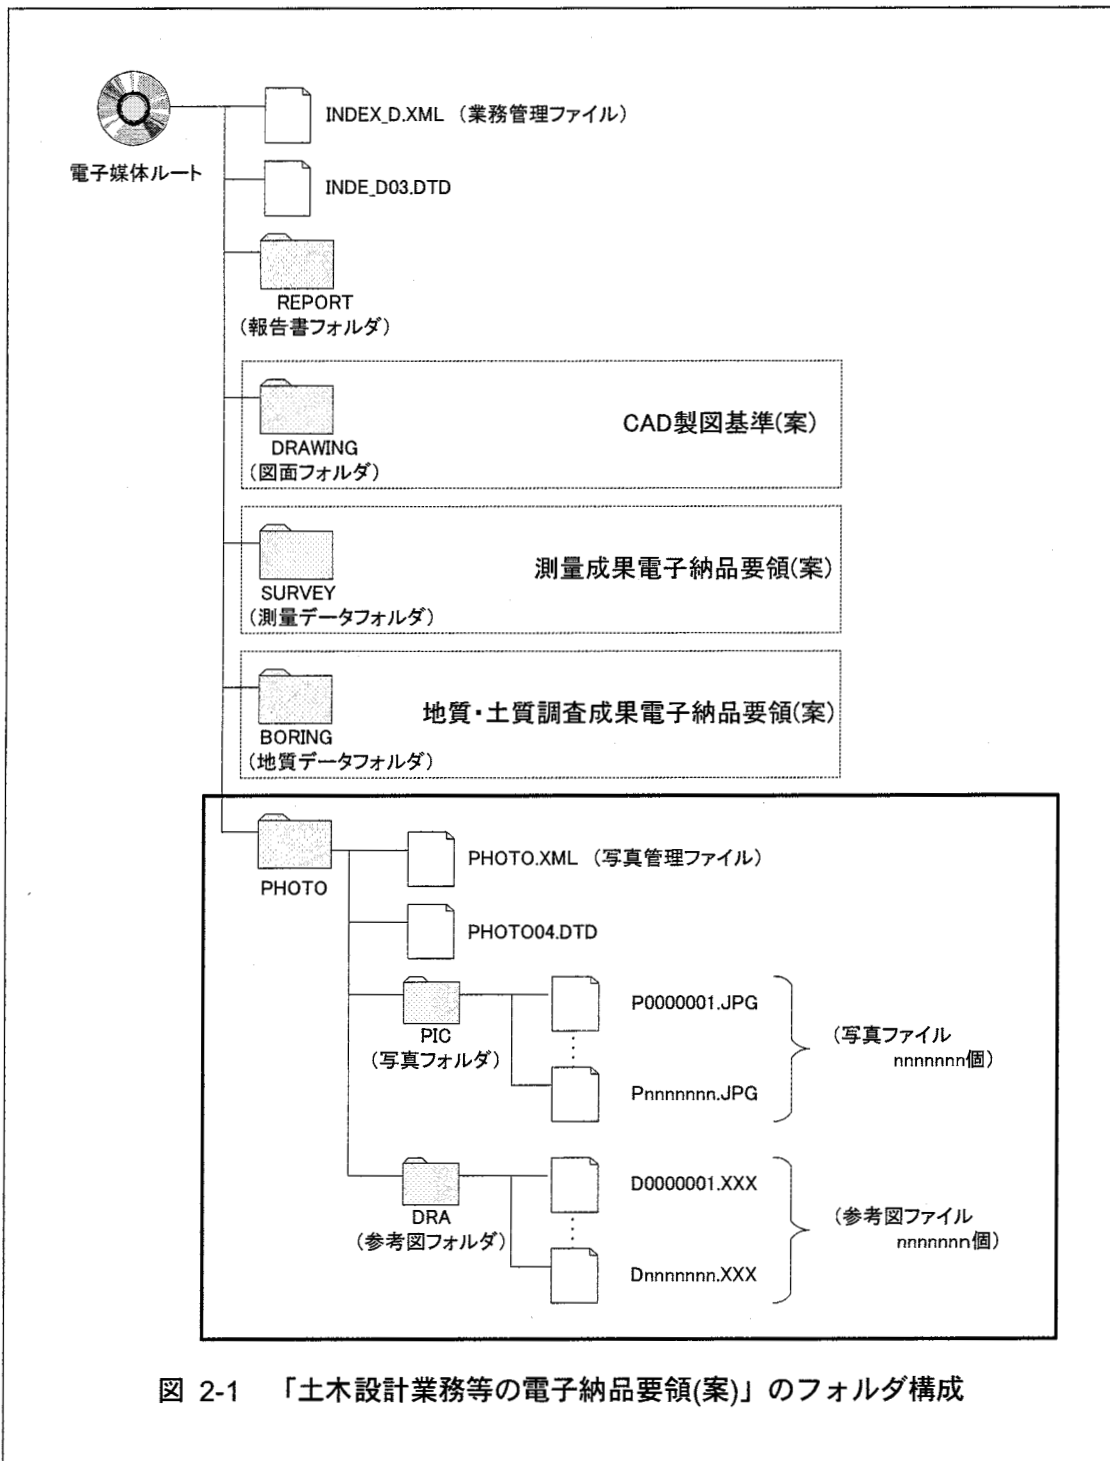 電子媒体ルート
INDEX_D.XML（業務管理ファイル）
INDE_D03.DTD
REPORT
（報告書フォルダ）
DRAWING
（図面フォルダ）
CAD製図基準(案)
SURVEY
（測量データフォルダ）
測量成果電子納品要領(案)
BORING
（地質データフォルダ）
地質・土質調査成果電子納品要領(案)
PHOTO
PHOTO.XML（写真管理ファイル）
PHOTO04.DTD
PIC
（写真フォルダ）
P0000001.JPG
Pnnnnnnn.JPG
（写真ファイル
nnnnnnn個）
DRA
（参考図フォルダ）
D0000001.XXX
Dnnnnnnn.XXX
（参考図ファイル
nnnnnnn個）
図 2-1 「土木設計業務等の電子納品要領(案)」のフォルダ構成